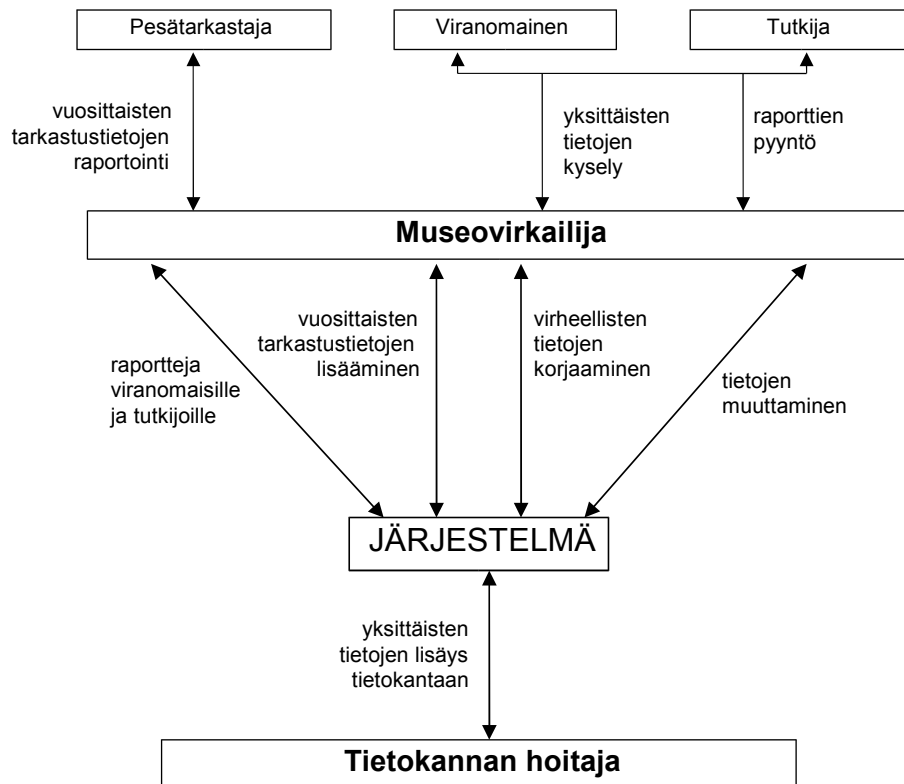 Pesätarkastaja
Viranomainen
Tutkija
vuosittaisten
tarkastustietojen
raportointi
yksittäisten
tietojen
kysely
raporttien
pyyntö
Museovirkailija
raportteja
viranomaisille
ja tutkijoille
vuosittaisten
tarkastustietojen
lisääminen
virheellisten
tietojen
korjaaminen
tietojen
muuttaminen
JÄRJESTELMÄ
yksittäisten
tietojen lisäys
tietokantaan
Tietokannan hoitaja